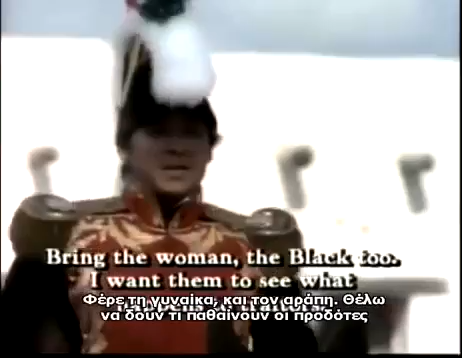 Bring the woman, the Black too.
I want them to see what
Φέρε τη γυναίκα, και τον αράπη. Θέλω
να δουν τι παθαίνουν οι προδότες